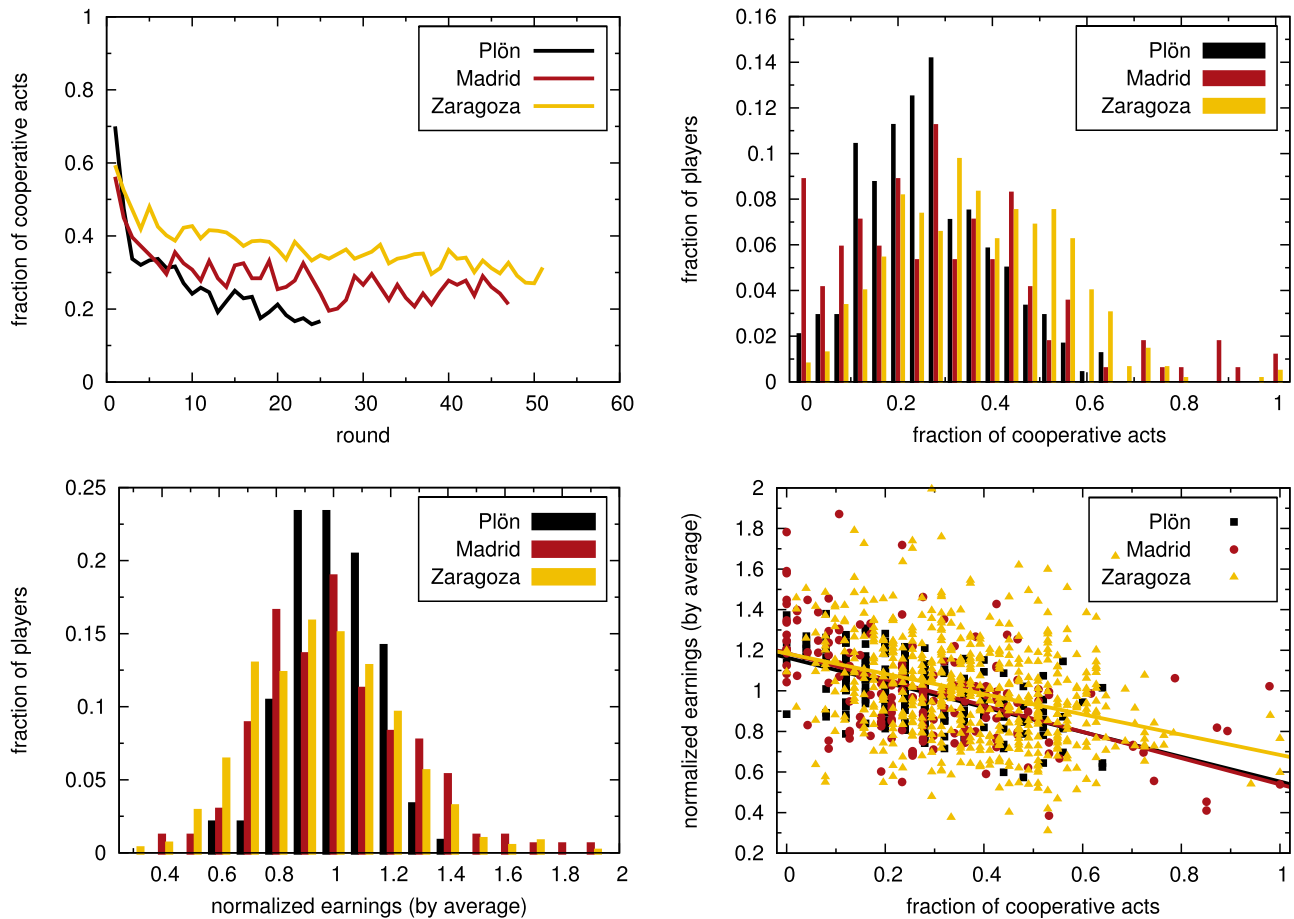 1
0.8
0.6
0.4
0.2
0
fraction of cooperative acts
Plön
Madrid
Zaragoza
0 10 20 30 40 50 60
round
0.16
0.14
0.12
0.1
0.08
0.06
0.04
0.02
0
fraction of players
Plön
Madrid
Zaragoza
0 0.2 0.4 0.6 0.8 1
fraction of cooperative acts
0.25
0.2
0.15
0.1
0.05
0
fraction of players
Plön
Madrid
Zaragoza
0.4 0.6 0.8 1 1.2 1.4 1.6 1.8 2
normalized earnings (by average)
2
1.8
1.6
1.4
1.2
1
0.8
0.6
0.4
0.2
normalized earnings (by average)
Plön
Madrid
Zaragoza
0 0.2 0.4 0.6 0.8 1
fraction of cooperative acts